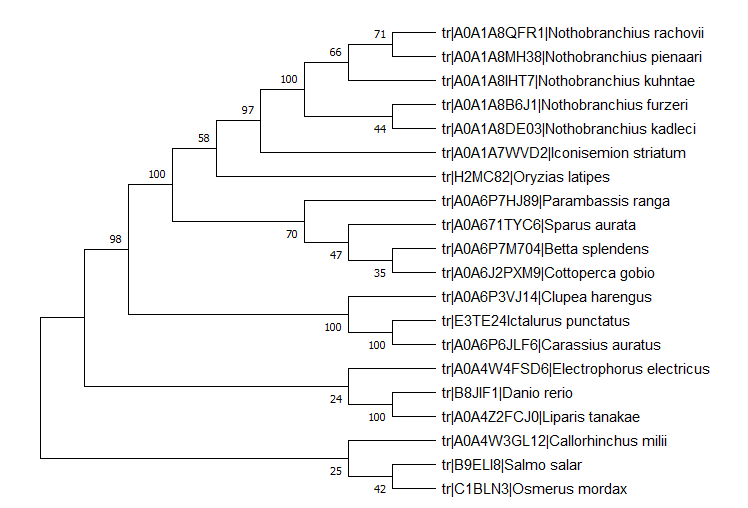 71
tr|A0A1A8QFR1|Nothobranchius rachovii
66
tr|A0A1A8MH38|Nothobranchius pienaari
100
tr|A0A1A8IHT7|Nothobranchius kuhntae
97
tr|A0A1A8B6J1|Nothobranchius furzeri
44
tr|A0A1A8DE03|Nothobranchius kadleci
58
tr|A0A1A7WVD2|Iconisemion striatum
100
tr|H2MC82|Oryzias latipes
tr|A0A6P7HJ89|Parambassis ranga
70
tr|A0A671TYC6|Sparus aurata
98
tr|A0A6P7M704|Betta splendens
47
35
tr|A0A6J2PXM9|Cottoperca gobio
tr|A0A6P3VJ14|Clupea harengus
100
tr|E3TE24Ictalurus punctatus
100
tr|A0A6P6JLF6|Carassius auratus
tr|A0A4W4FSD6|Electrophorus electricus
24
tr|B8JIF1|Danio rerio
100
tr|A0A4Z2FCJ0|Liparis tanakae
tr|A0A4W3GL12|Callorhinchus milii
25
tr|B9ELI8|Salmo salar
42
tr|C1BLN3|Osmerus mordax